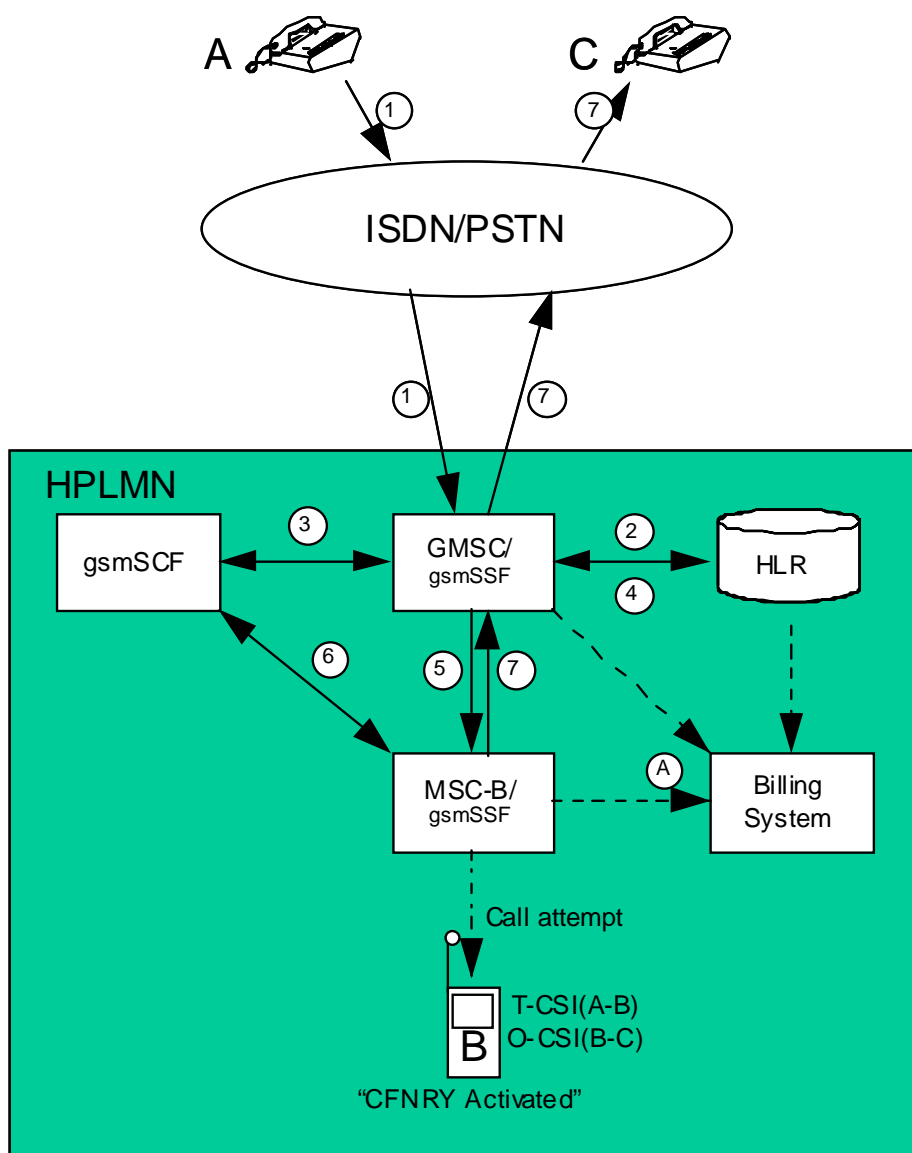 A
C
1
7
ISDN/PSTN
1
7
HPLMN
gsmSCF
3
GMSC/
gsmSSF
2
4
HLR
6
5
7
MSC-B/
gsmSSF
A
Billing
System
Call attempt
B
T-CSI(A-B)
O-CSI(B-C)
“CFNRY Activated”